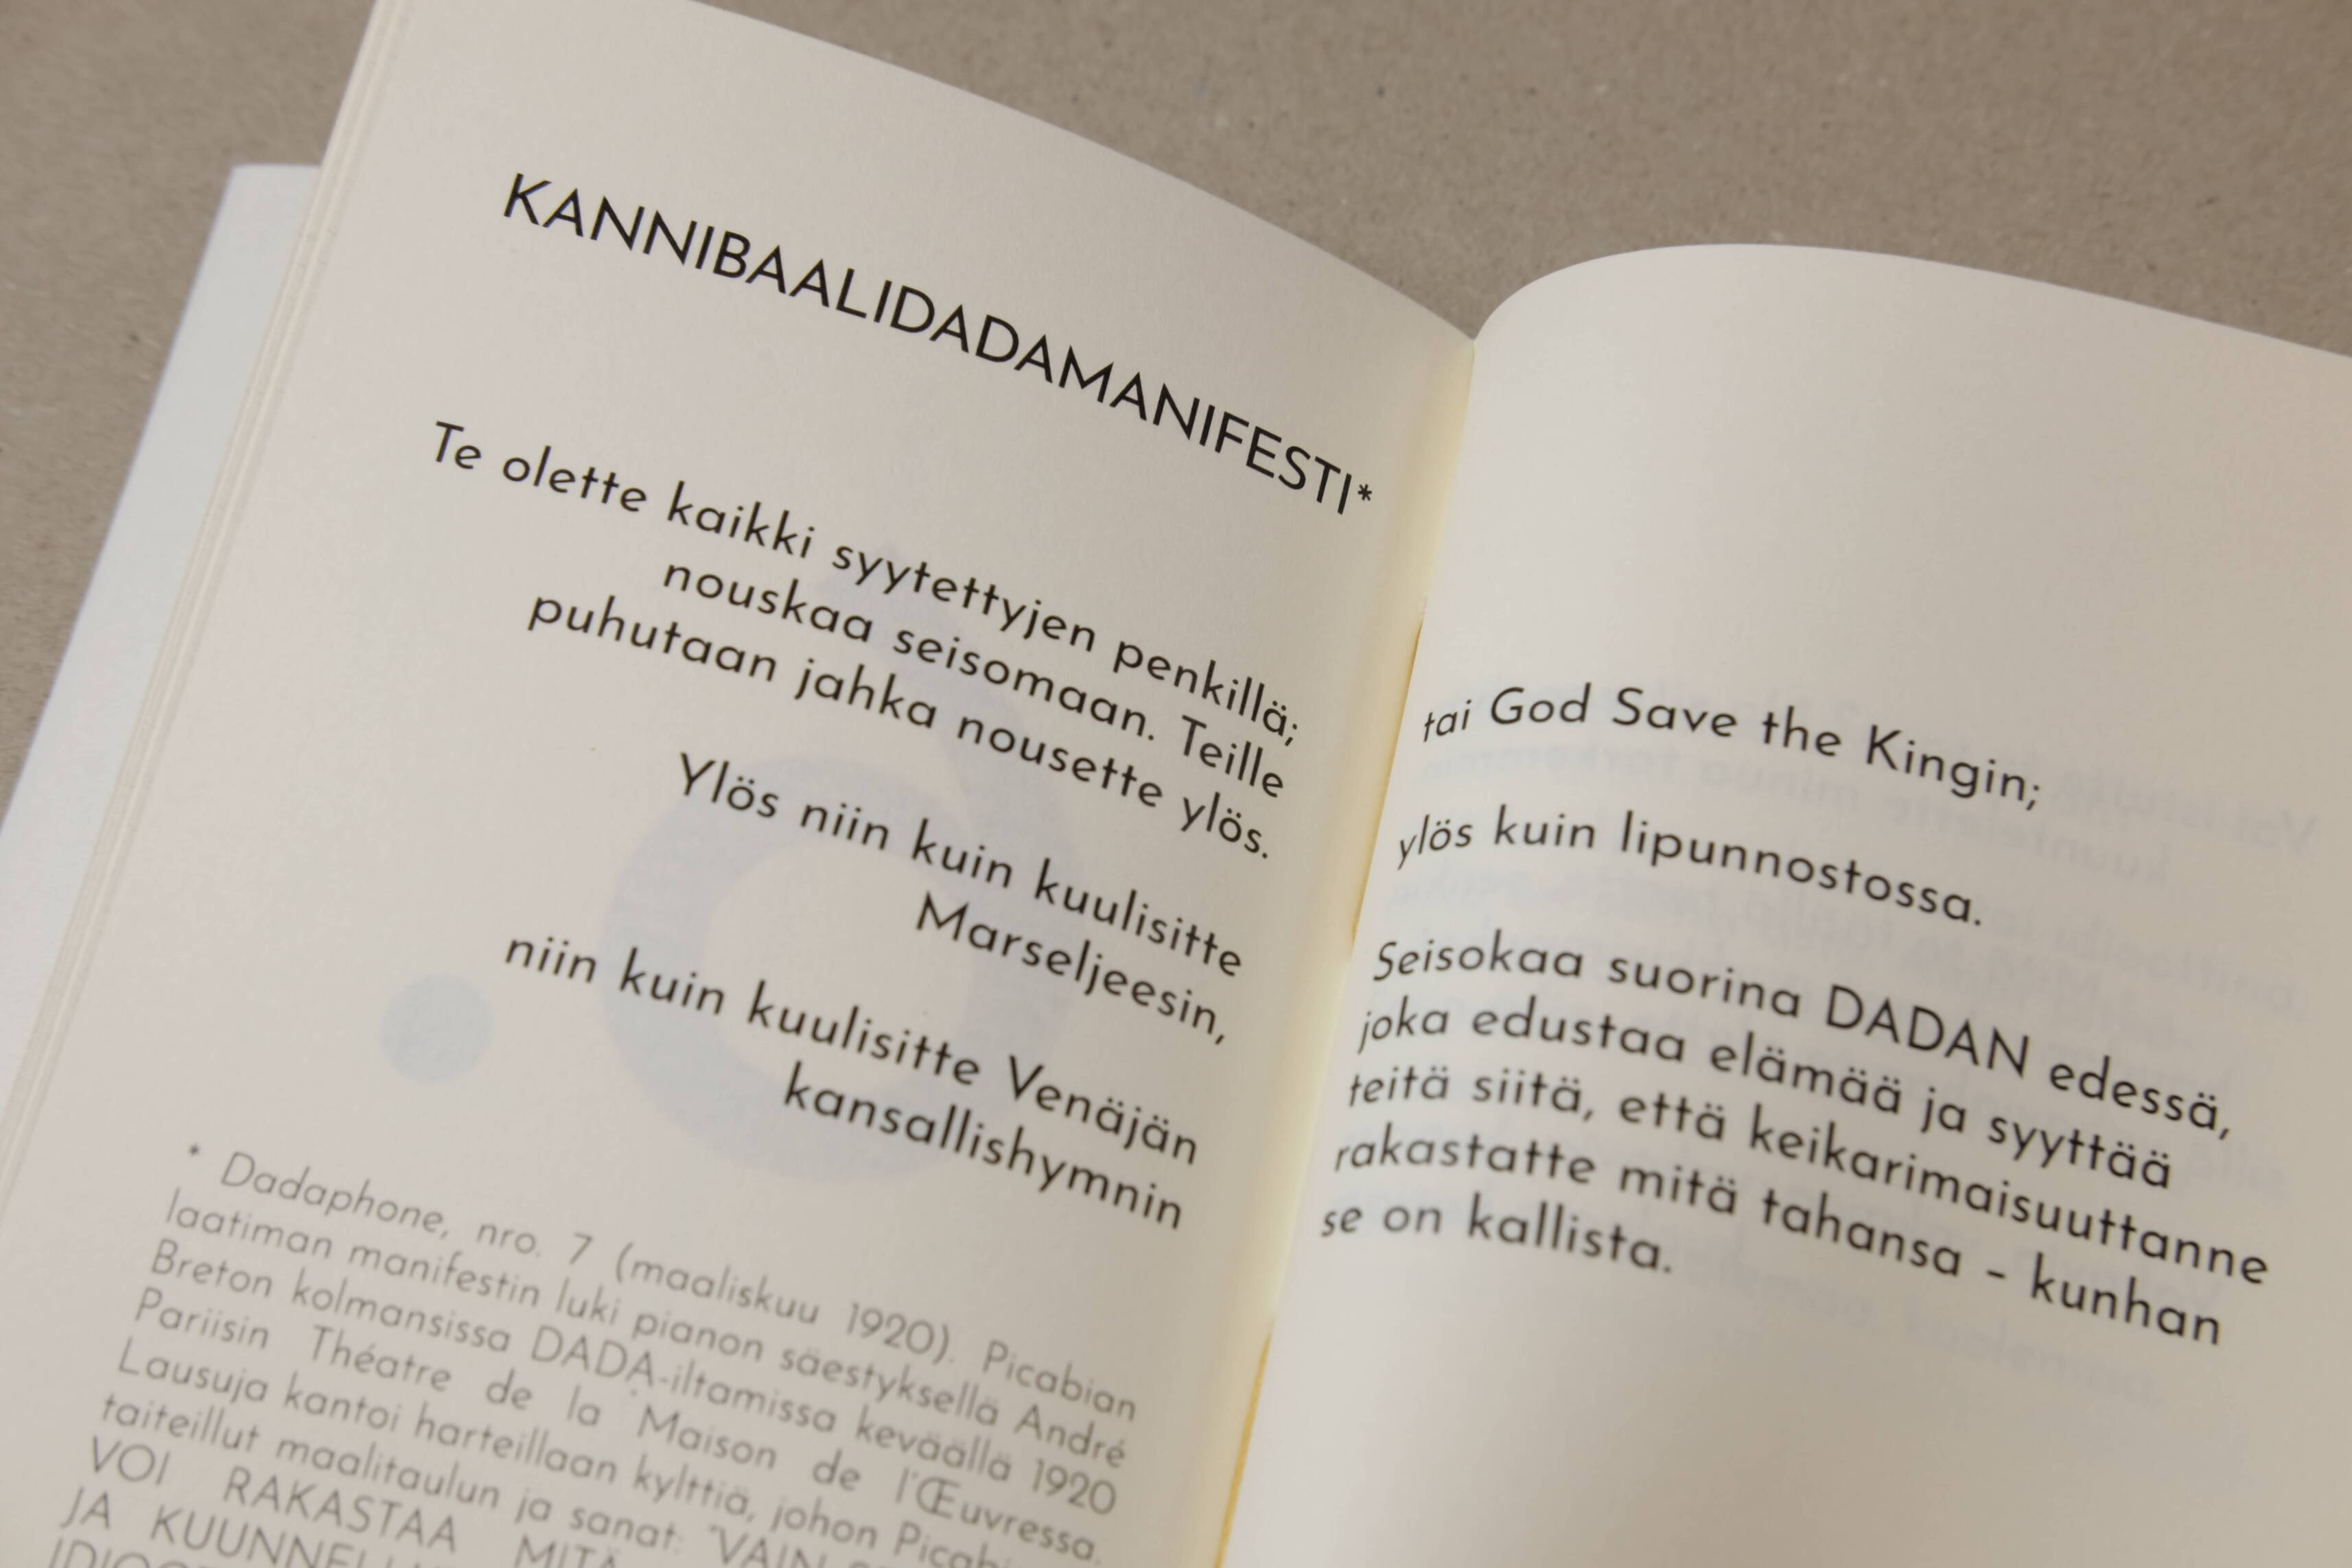 KANNIBAALIDADAMANIFESTI*
Te olette kaikki syytettyjen penkillä;
nouskaa seisomaan. Teille
puhutaan jahka nousette ylös.
Ylös niin kuin kuulisitte
Marseljeesin,
niin kuin kuulisitte Venäjän
kansallishymnin
* Dadaphone, nro. 7 (maaliskuu 1920). Picabian
laatiman manifestin luki pianon säestyksellä André
Breton kolmansissa DADA-iltamissa keväällä 1920
Pariisin Théatre de la Maison de l'Œuvressa.
Lausuja kantoi harteillaan kylttiä, johon
taiteillut maalitaulun ja sanat: "VAIN
VOI RAKASTAA MITÄ
JA
tai God Save the Kingin;
ylös kuin lipunnostossa.
Seisokaa suorina DADAN edessä,
joka edustaa elämää ja syyttää
teitä siitä, että keikarimaisuuttanne
rakastatte mitä tahansa – kunhan
se on kallista.